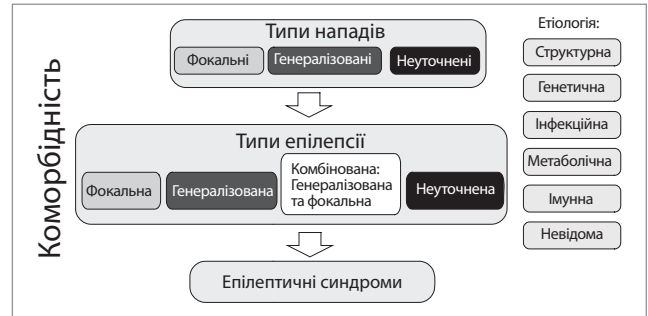 Коморбідність
Типи нападів
Фокальні
Генералізовані
Неуточнені
Типи епілепсії
Фокальна
Генералізована
Комбінована:
Генералізована
та фокальна
Неуточнена
Епілептичні синдроми
Етіологія:
Структурна
Генетична
Інфекційна
Метаболічна
Імунна
Невідома